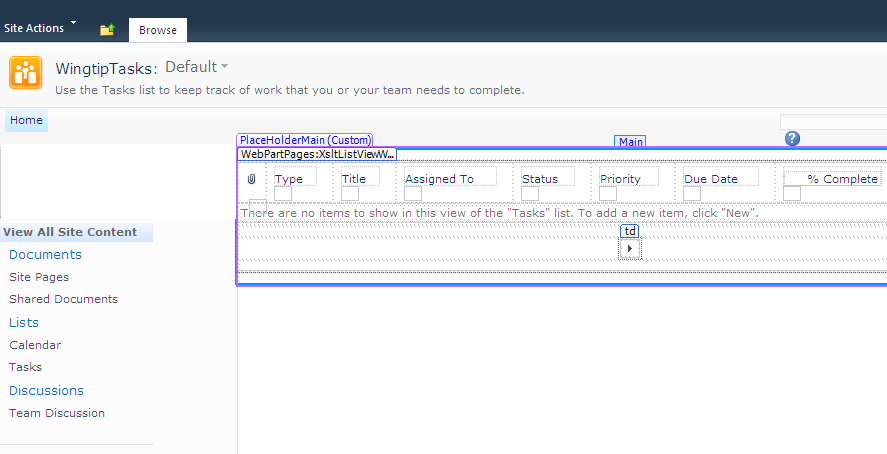 Site Actions
Browse
WingtipTasks: Default
Use the Tasks list to keep track of work that you or your team needs to complete.
Home
PlaceHolderMain (Custom)
Main
?
WebPartPages:XsltListViewW...
Type Title Assigned To Status Priority Due Date % Complete
There are no items to show in this view of the "Tasks" list. To add a new item, click "New".
td
View All Site Content
Documents
Site Pages
Shared Documents
Lists
Calendar
Tasks
Discussions
Team Discussion